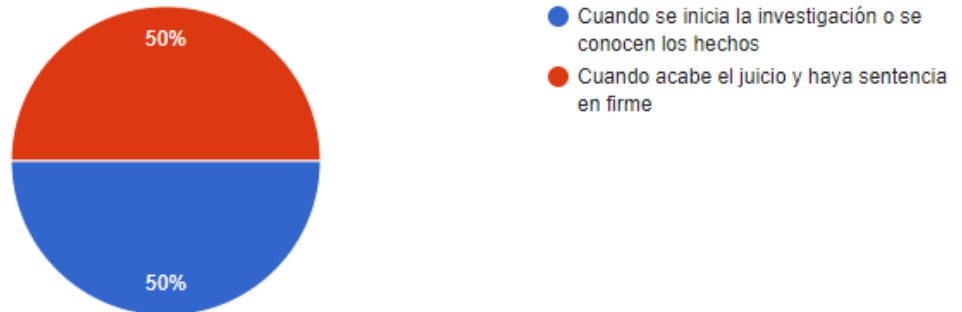 50%
50%
Cuando se inicia la investigación o se
conocen los hechos
Cuando acabe el juicio y haya sentencia
en firme